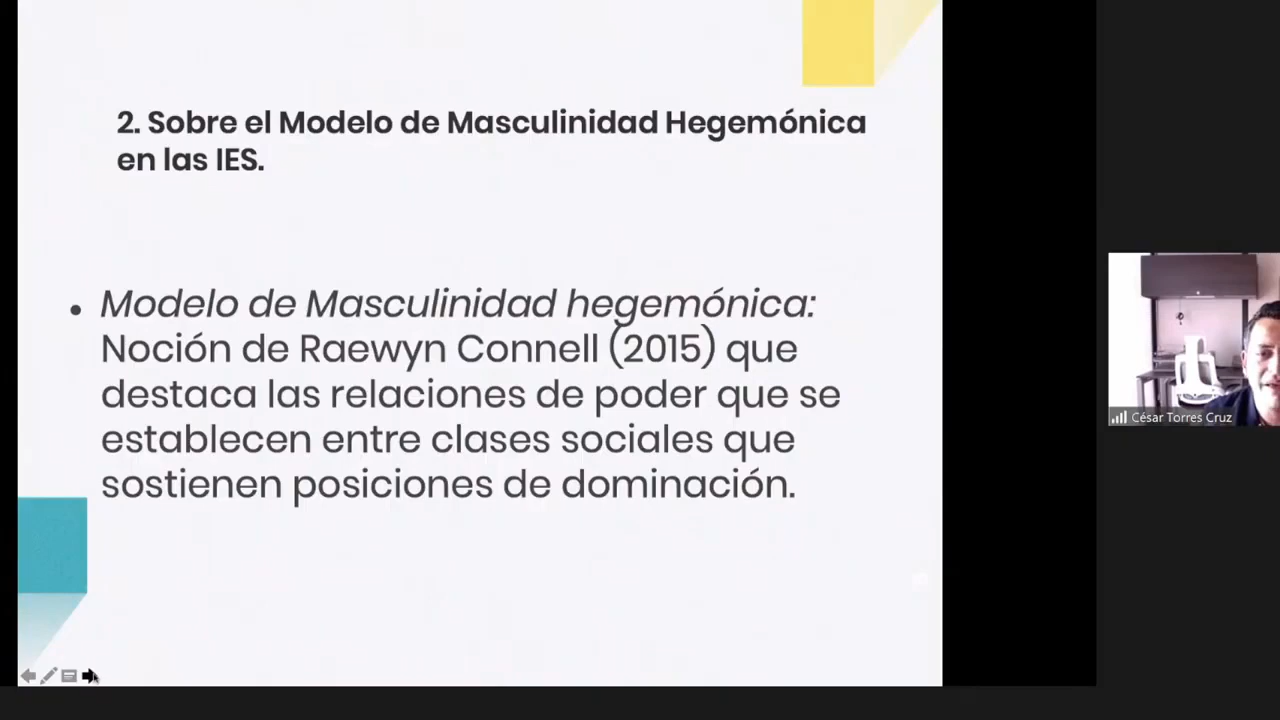 2. Sobre el Modelo de Masculinidad Hegemónica
en las IES.
• Modelo de Masculinidad hegemónica:
Noción de Raewyn Connell (2015) que
destaca las relaciones de poder que se
establecen entre clases sociales que
sostienen posiciones de dominación.
César Torres Cruz